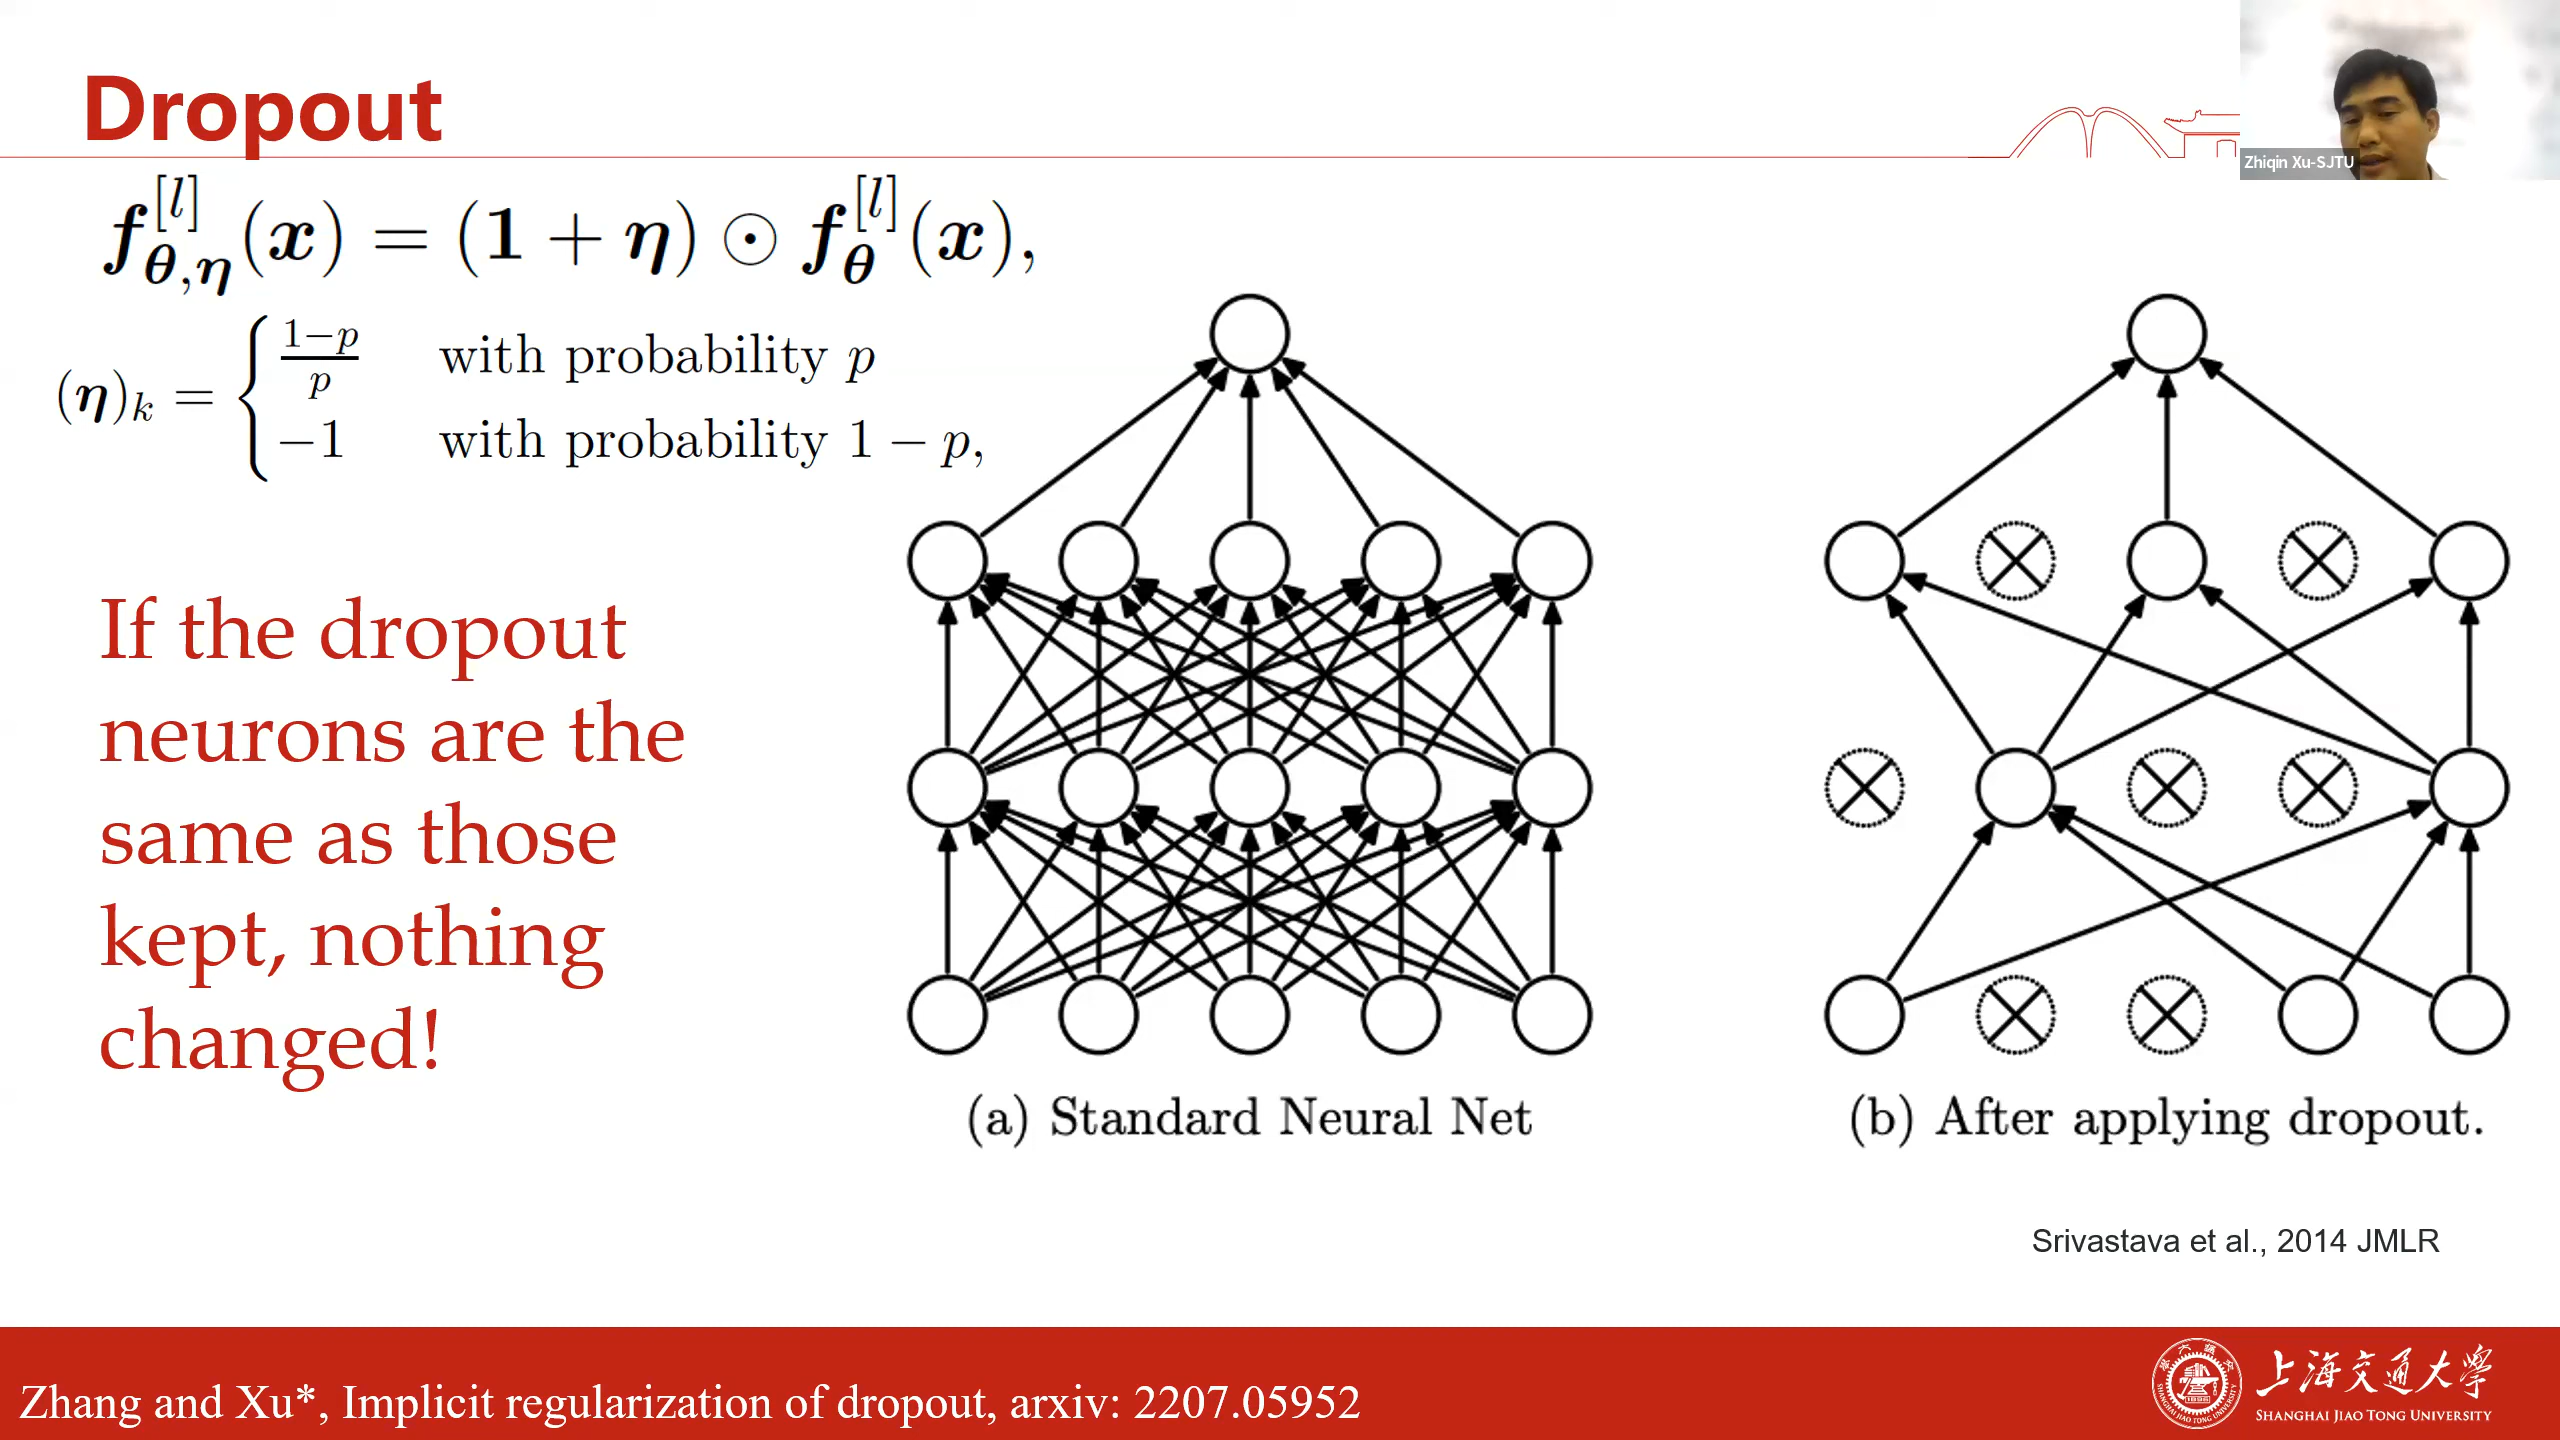 Dropout
Zhiqin Xu-SJTU
f^{[l]}_{θ,η}(x) = (1 + η) ⊙ f^{[l]}_{θ}(x),
(η)_k = { \frac{1−p}{p} with probability p
−1 with probability 1 − p,
If the dropout
neurons are the
same as those
kept, nothing
changed!
(a) Standard Neural Net
(b) After applying dropout.
Srivastava et al., 2014 JMLR
Zhang and Xu*, Implicit regularization of dropout, arxiv: 2207.05952
上海交通大學
SHANGHAI JIAO TONG UNIVERSITY